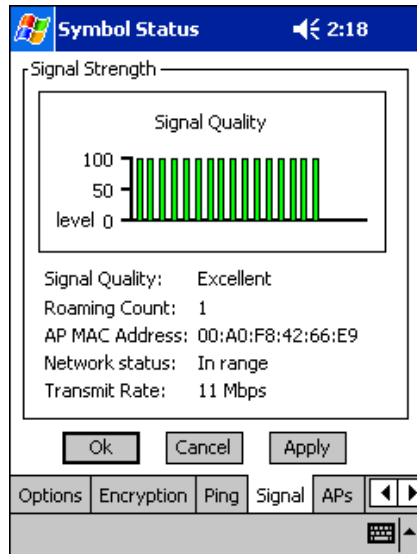 Symbol Status 2:18
Signal Strength
Signal Quality
100
50
level 0
Signal Quality: Excellent
Roaming Count: 1
AP MAC Address: 00:A0:F8:42:66:E9
Network status: In range
Transmit Rate: 11 Mbps
Ok Cancel Apply
Options Encryption Ping Signal APs